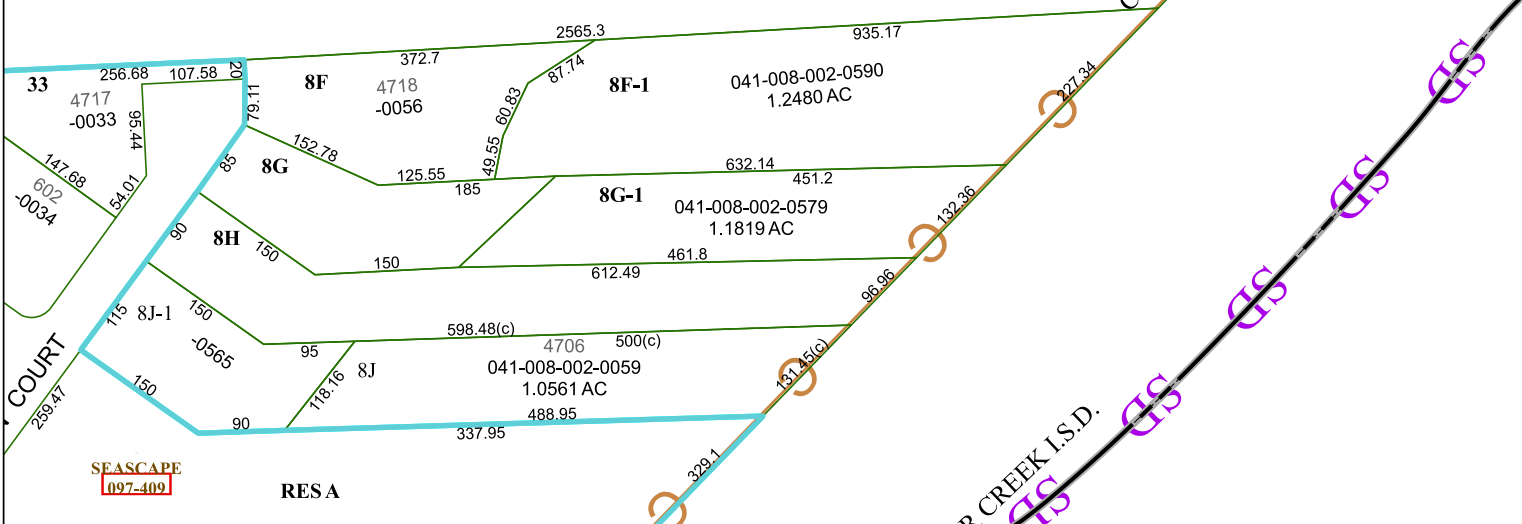 C
2565.3
935.17
372.7
20
256.68
107.58
33
8F
4718
-0056
87.74
8F-1
041-008-002-0590
1.2480 AC
227.34
4717
-0033
95.44
79.11
60.83
152.78
49.55
8G
85
147.68
54.01
602
-0034
125.55
185
632.14
451.2
8G-1
041-008-002-0579
1.1819 AC
132.36
90
8H
150
150
461.8
612.49
96.96
115
8J-1
150
598.48(c)
500(c)
-0565
95
4706
8J
041-008-002-0059
1.0561 AC
131.45(c)
COURT
259.47
150
118.16
90
488.95
337.95
329.1
SEASCAPE
097-409
RES A
R CREEK I.S.D.
SD
SD
SD
SD
SD